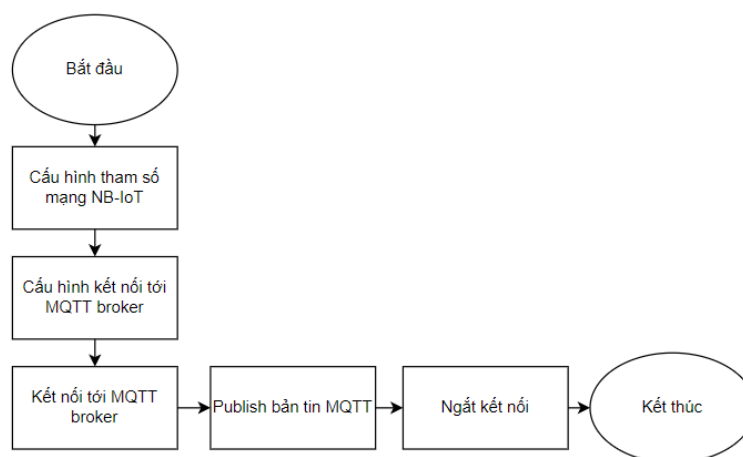 Bắt đầu
Cấu hình tham số
mạng NB-IoT
Cấu hình kết nối tới
MQTT broker
Kết nối tới MQTT
broker
Publish bản tin MQTT
Ngắt kết nối
Kết thúc